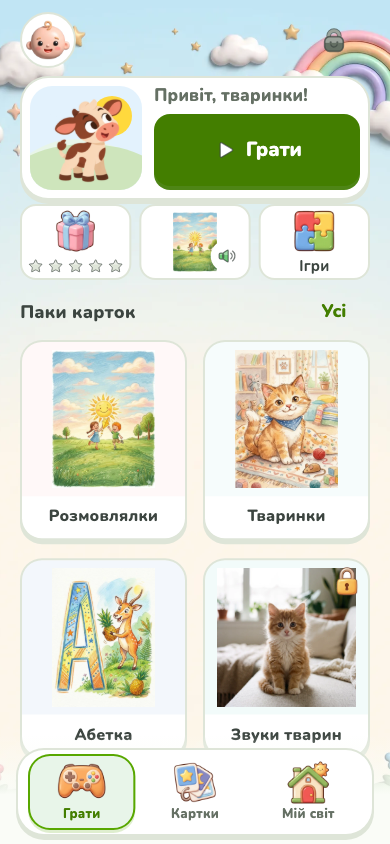 Привіт, тваринки!
Грати
Ігри
Паки карток
Усі
Розмовлялки
Тваринки
А
Абетка
Звуки тварин
Грати
Картки
Мій світ